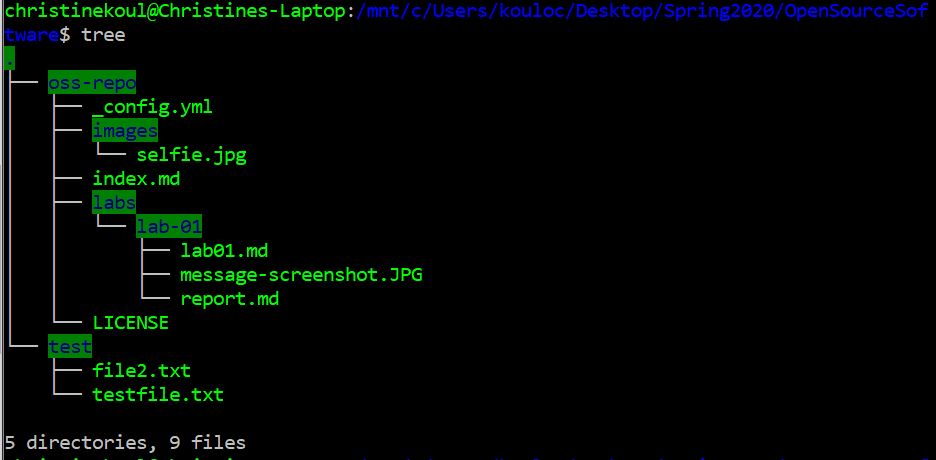 christinekoul@Christines-Laptop:/mnt/c/Users/kouloc/Desktop/Spring2020/OpenSourceSof
tware$ tree
.
├── oss-repo
│   ├── _config.yml
│   ├── images
│   │   └── selfie.jpg
│   ├── index.md
│   ├── labs
│   │   └── lab-01
│   │       ├── lab01.md
│   │       ├── message-screenshot.JPG
│   │       └── report.md
│   └── LICENSE
└── test
    ├── file2.txt
    └── testfile.txt

5 directories, 9 files